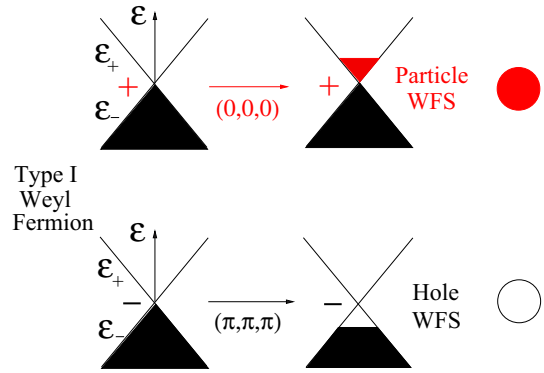 ε
ε₊
+
ε₋
(0,0,0)
+
Particle
WFS
Type I
Weyl
Fermion
ε
ε₊
−
ε₋
(π,π,π)
−
Hole
WFS